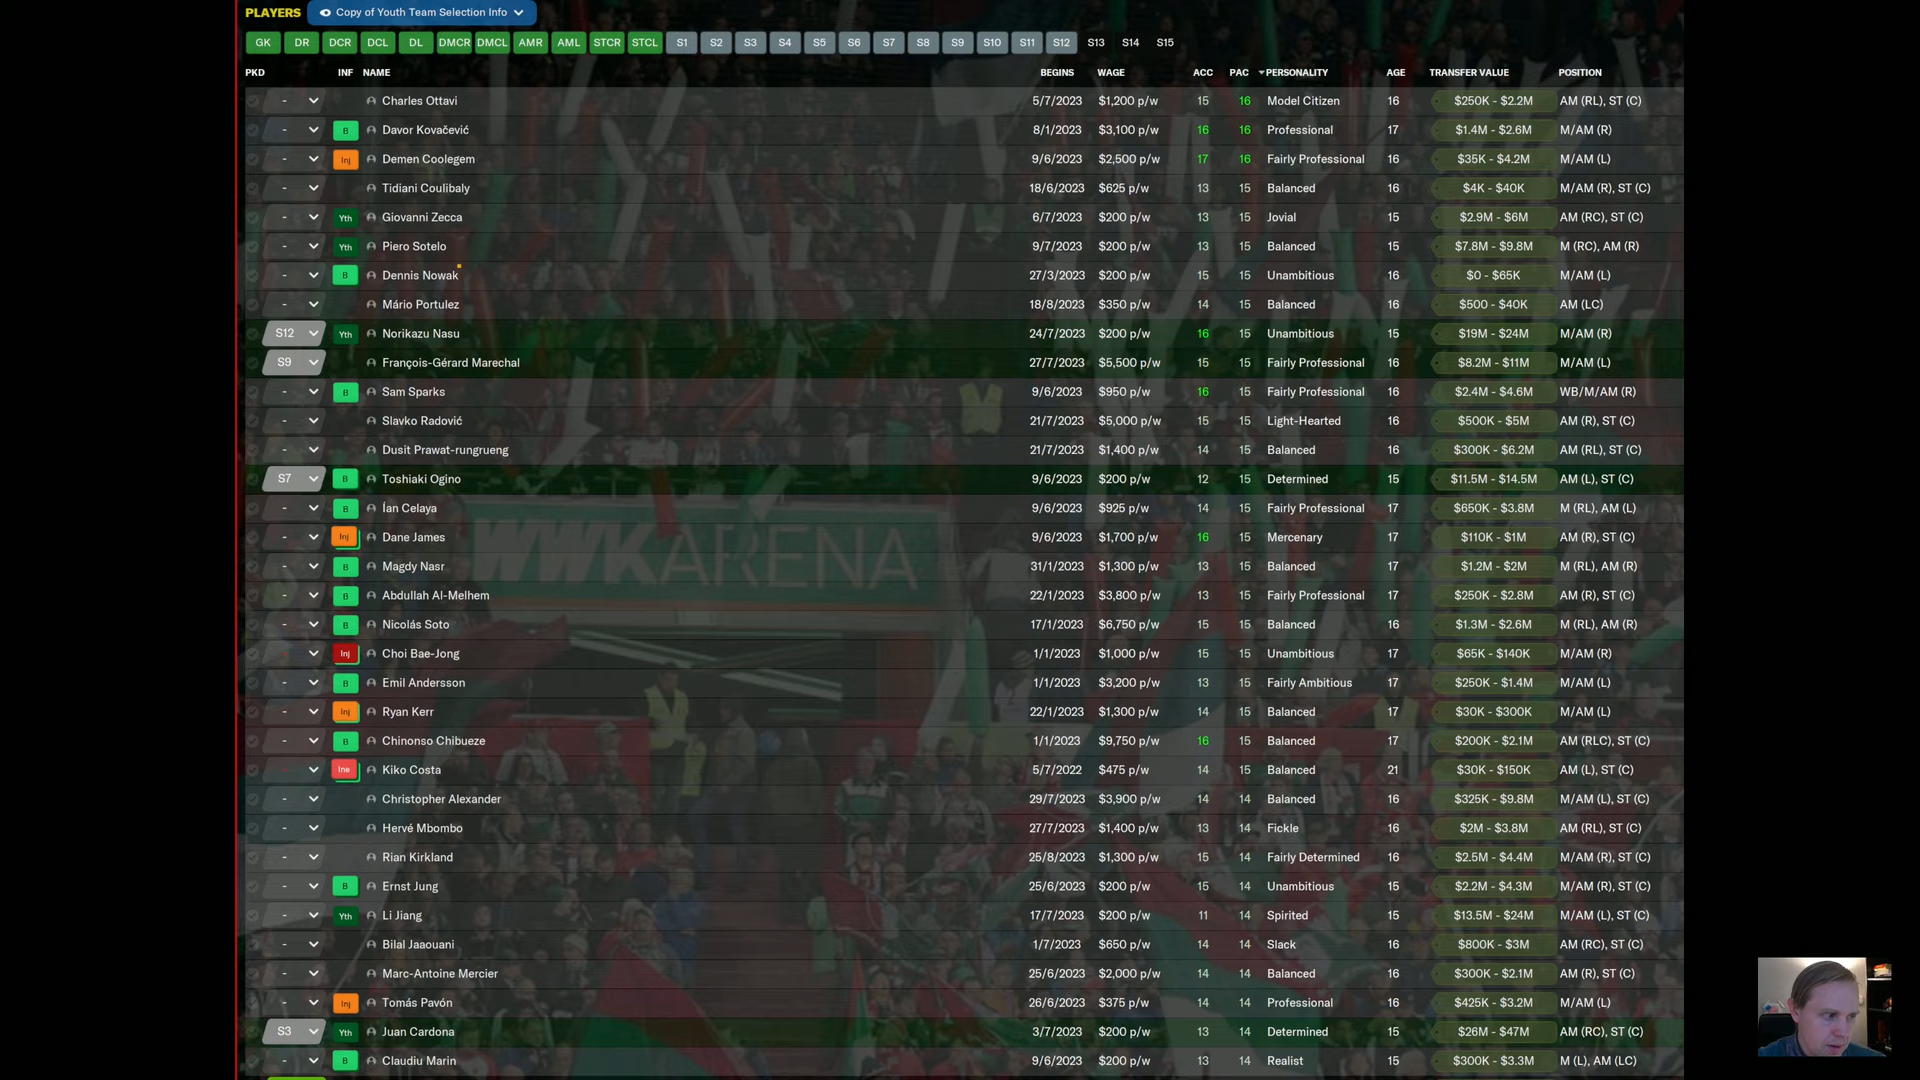 PLAYERS Copy of Youth Team Selection Info
GK DR DCR DCL DL DMCR DMCL AMR AML STCR STCL S1 S2 S3 S4 S5 S6 S7 S8 S9 S10 S11 S12 S13 S14 S15
PKD INF NAME BEGINS WAGE ACC PAC PERSONALITY AGE TRANSFER VALUE POSITION
- Charles Ottavi 5/7/2023 $1,200 p/w 15 16 Model Citizen 16 $250K - $2.2M AM (RL), ST (C)
- B Davor Kovačević 8/1/2023 $3,100 p/w 16 16 Professional 17 $1.4M - $2.6M M/AM (R)
- Inj Demen Coolegem 9/6/2023 $2,500 p/w 17 16 Fairly Professional 16 $35K - $4.2M M/AM (L)
- Tidiani Coulibaly 18/6/2023 $625 p/w 13 15 Balanced 16 $4K - $40K M/AM (R), ST (C)
- Yth Giovanni Zecca 6/7/2023 $200 p/w 13 15 Jovial 15 $2.9M - $6M AM (RC), ST (C)
- Yth Piero Sotelo 9/7/2023 $200 p/w 13 15 Balanced 15 $7.8M - $9.8M M (RC), AM (R)
- B Dennis Nowak 27/3/2023 $200 p/w 15 15 Unambitious 16 $0 - $65K M/AM (L)
- Mário Portulez 18/8/2023 $350 p/w 14 15 Balanced 16 $500 - $40K AM (LC)
S12 Yth Norikazu Nasu 24/7/2023 $200 p/w 16 15 Unambitious 15 $19M - $24M M/AM (R)
S9 François-Gérard Marechal 27/7/2023 $5,500 p/w 15 15 Fairly Professional 16 $8.2M - $11M M/AM (L)
- B Sam Sparks 9/6/2023 $950 p/w 16 15 Fairly Professional 16 $2.4M - $4.6M WB/M/AM (R)
- Slavko Radović 21/7/2023 $5,000 p/w 15 15 Light-Hearted 16 $500K - $5M AM (R), ST (C)
- Dusit Prawat-rungrueng 21/7/2023 $1,400 p/w 14 15 Balanced 16 $300K - $6.2M AM (RL), ST (C)
S7 B Toshiaki Ogino 9/6/2023 $200 p/w 12 15 Determined 15 $11.5M - $14.5M AM (L), ST (C)
- B Ían Celaya 9/6/2023 $925 p/w 14 15 Fairly Professional 17 $650K - $3.8M M (RL), AM (L)
- Inj Dane James 9/6/2023 $1,700 p/w 16 15 Mercenary 17 $110K - $1M AM (R), ST (C)
- B Magdy Nasr 31/1/2023 $1,300 p/w 13 15 Balanced 17 $1.2M - $2M M (RL), AM (R)
- B Abdullah Al-Melhem 22/1/2023 $3,800 p/w 13 15 Fairly Professional 17 $250K - $2.8M AM (R), ST (C)
- B Nicolás Soto 17/1/2023 $6,750 p/w 15 15 Balanced 16 $1.3M - $2.6M M (RL), AM (R)
- Inj Choi Bae-Jong 1/1/2023 $1,000 p/w 15 15 Unambitious 17 $65K - $140K M/AM (R)
- B Emil Andersson 1/1/2023 $3,200 p/w 13 15 Fairly Ambitious 17 $250K - $1.4M M/AM (L)
- Inj Ryan Kerr 22/1/2023 $1,300 p/w 14 15 Balanced 17 $30K - $300K M/AM (L)
- B Chinonso Chibueze 1/1/2023 $9,750 p/w 16 15 Balanced 17 $200K - $2.1M AM (RLC), ST (C)
- Ine Kiko Costa 5/7/2022 $475 p/w 14 15 Balanced 21 $30K - $150K AM (L), ST (C)
- Christopher Alexander 29/7/2023 $3,900 p/w 14 14 Balanced 16 $325K - $9.8M M/AM (L), ST (C)
- Hervé Mbombo 27/7/2023 $1,400 p/w 13 14 Fickle 16 $2M - $3.8M AM (RL), ST (C)
- Rian Kirkland 25/8/2023 $1,300 p/w 15 14 Fairly Determined 16 $2.5M - $4.4M M/AM (R), ST (C)
- B Ernst Jung 25/6/2023 $200 p/w 15 14 Unambitious 15 $2.2M - $4.3M M/AM (R), ST (C)
- Yth Li Jiang 17/7/2023 $200 p/w 11 14 Spirited 15 $13.5M - $24M M/AM (L), ST (C)
- Bilal Jaaouani 1/7/2023 $650 p/w 14 14 Slack 16 $800K - $3M AM (RC), ST (C)
- Marc-Antoine Mercier 25/6/2023 $2,000 p/w 14 14 Balanced 16 $300K - $2.1M AM (R), ST (C)
- Inj Tomás Pavón 26/6/2023 $375 p/w 14 14 Professional 16 $425K - $3.2M M/AM (L)
S3 Yth Juan Cardona 3/7/2023 $200 p/w 13 14 Determined 15 $26M - $47M AM (RC), ST (C)
- B Claudiu Marin 9/6/2023 $200 p/w 13 14 Realist 15 $300K - $3.3M M (L), AM (LC)
WWK ARENA